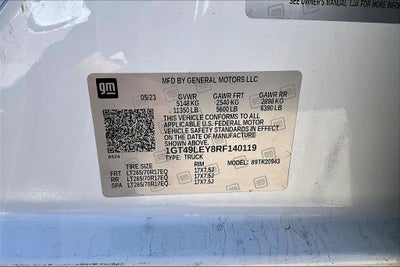 SEE OWNER'S MANUAL
gm
MFD BY GENERAL MOTORS LLC
05/23 GVWR GAWR FRT GAWR RR
5148 KG 2540 KG 2898 KG
11350 LB 5600 LB 6390 LB
THIS VEHICLE CONFORMS TO ALL
APPLICABLE U.S. FEDERAL MOTOR
VEHICLE SAFETY STANDARDS IN EFFECT
ON THE DATE OF MANUFACTURE
SHOWN ABOVE.
1GT49LEY8RF140119
TYPE: TRUCK MODEL: 89TK20943
TIRE SIZE RIM
FRT LT265/70R17EQ 17X7.5J
RR LT265/70R17EQ 17X7.5J
SPA LT265/70R17EQ 17X7.5J